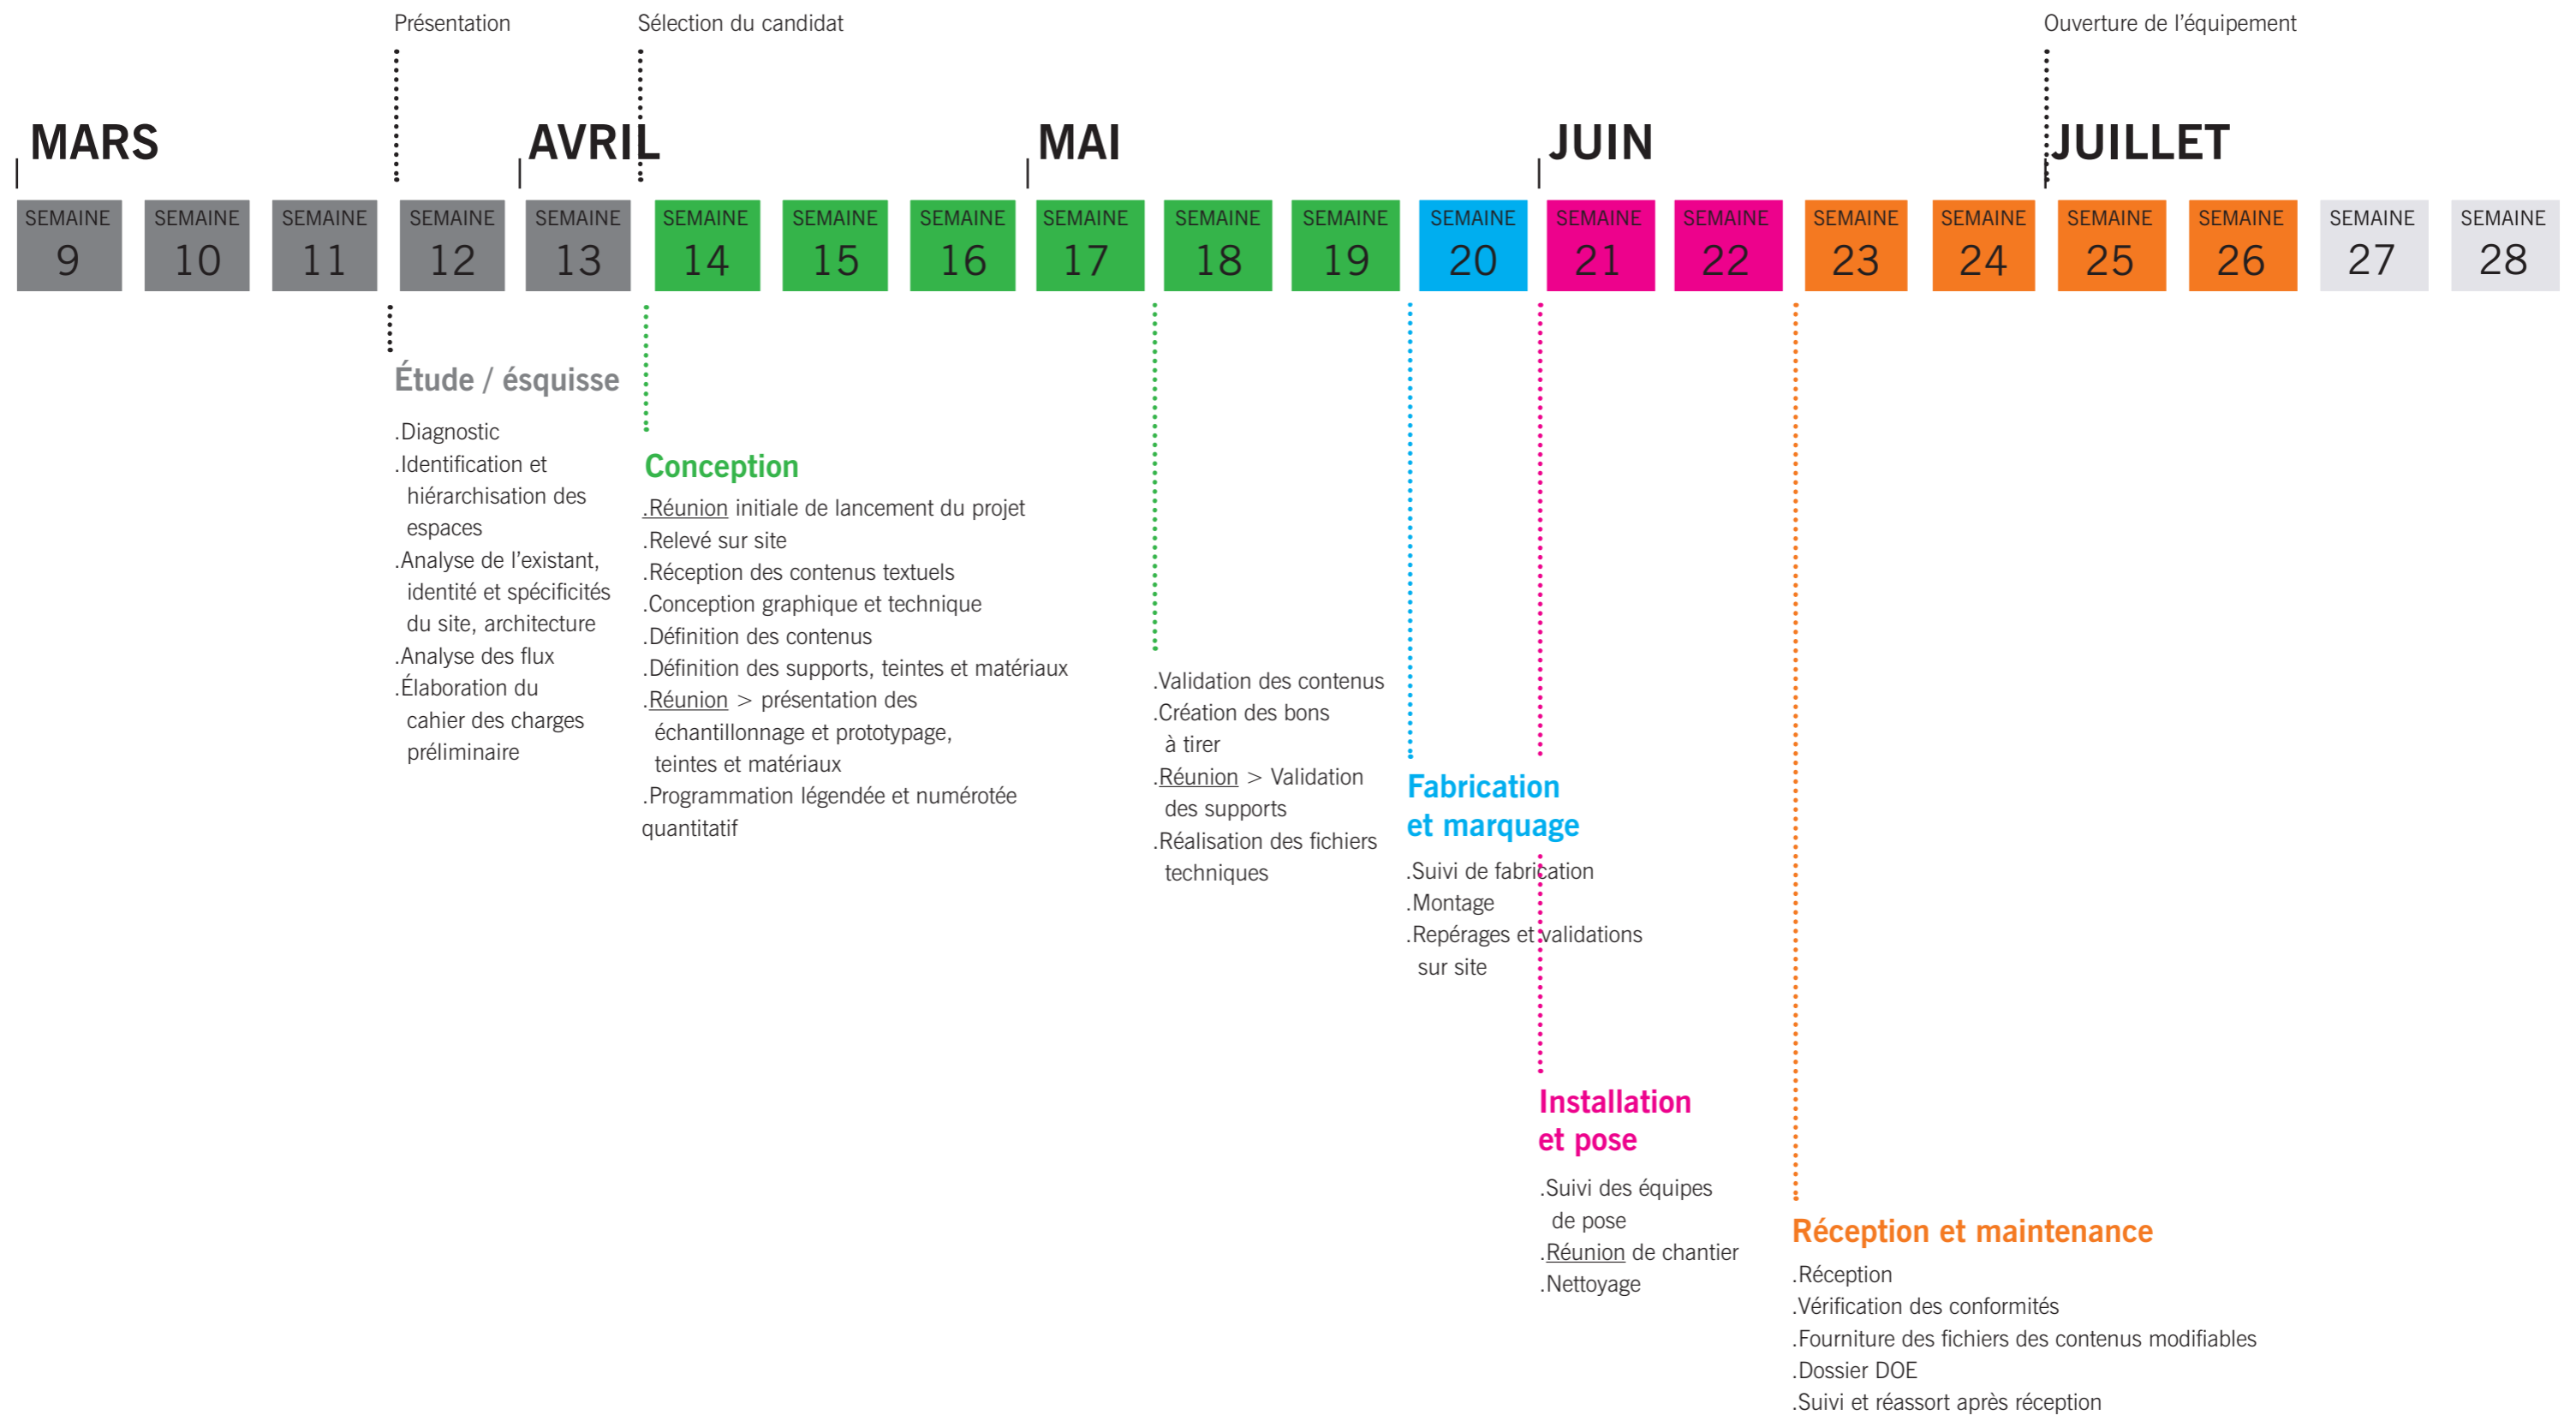 Présentation
Sélection du candidat
Ouverture de l'équipement
MARS
AVRIL
MAI
JUIN
JUILLET
SEMAINE
9
SEMAINE
10
SEMAINE
11
SEMAINE
12
SEMAINE
13
SEMAINE
14
SEMAINE
15
SEMAINE
16
SEMAINE
17
SEMAINE
18
SEMAINE
19
SEMAINE
20
SEMAINE
21
SEMAINE
22
SEMAINE
23
SEMAINE
24
SEMAINE
25
SEMAINE
26
SEMAINE
27
SEMAINE
28
Étude / ésquisse
.Diagnostic
.Identification et
hiérarchisation des
espaces
.Analyse de l'existant,
identité et spécificités
du site, architecture
.Analyse des flux
.Élaboration du
cahier des charges
préliminaire
Conception
.Réunion initiale de lancement du projet
.Relevé sur site
.Réception des contenus textuels
.Conception graphique et technique
.Définition des contenus
.Définition des supports, teintes et matériaux
.Réunion > présentation des
échantillonnage et prototypage,
teintes et matériaux
.Programmation légendée et numérotée
quantitatif
.Validation des contenus
.Création des bons
à tirer
.Réunion > Validation
des supports
.Réalisation des fichiers
techniques
Fabrication
et marquage
.Suivi de fabrication
.Montage
.Repérages et validations
sur site
Installation
et pose
.Suivi des équipes
de pose
.Réunion de chantier
.Nettoyage
Réception et maintenance
.Réception
.Vérification des conformités
.Fourniture des fichiers des contenus modifiables
.Dossier DOE
.Suivi et réassort après réception